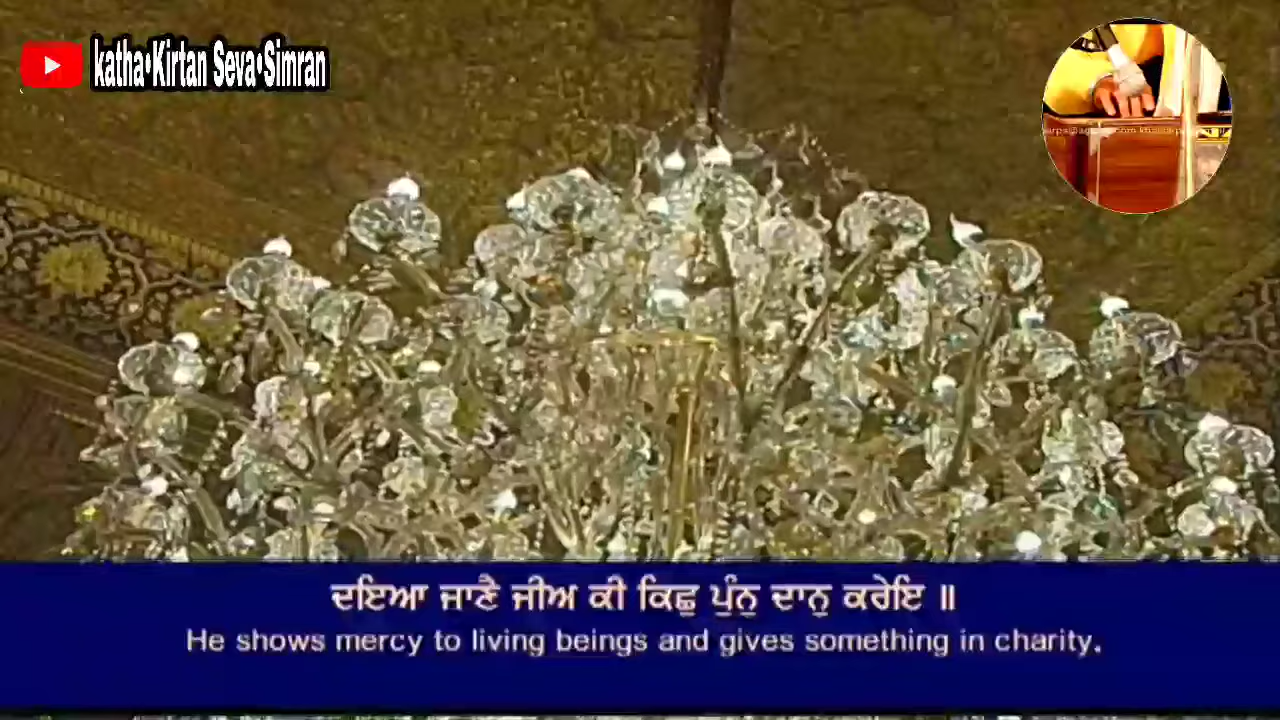 katha•Kirtan Seva•Simran
ਦਇਆ ਜਾਣੈ ਜੀਅ ਕੀ ਕਿਛੁ ਪੁੰਨੁ ਦਾਨੁ ਕਰੇਇ ॥
He shows mercy to living beings and gives something in charity.